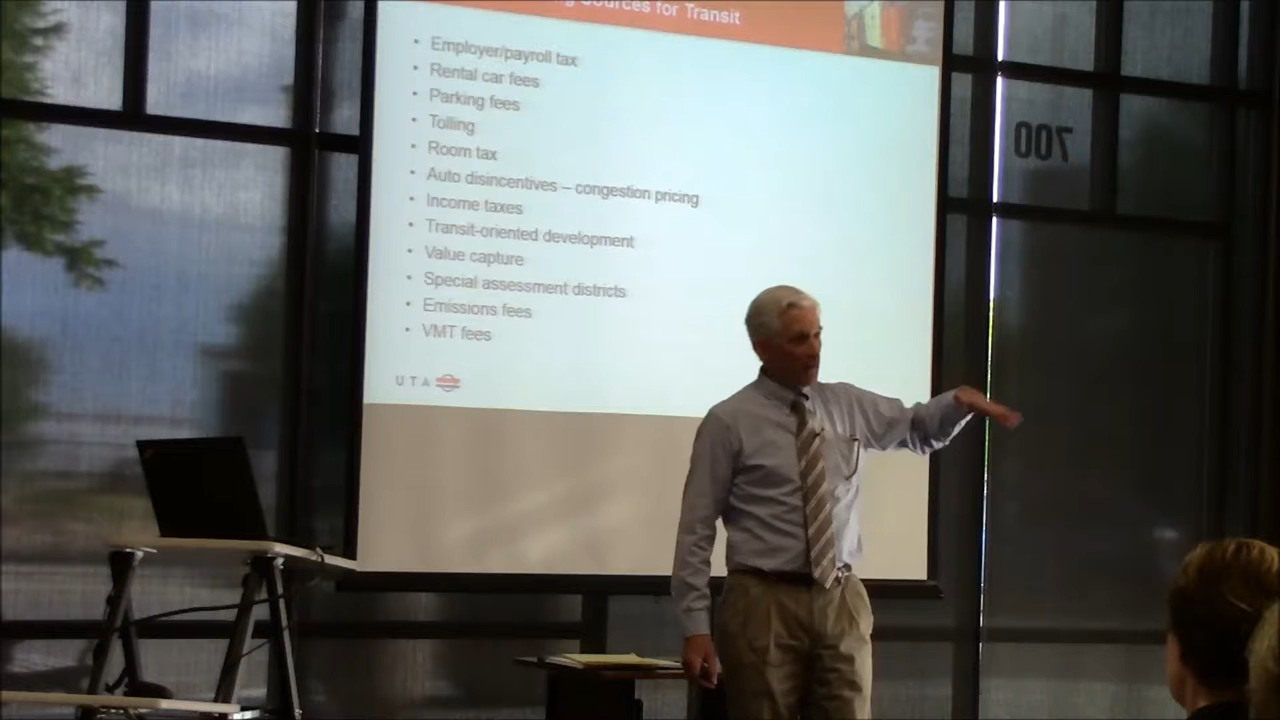 Sources for Transit
• Employer/payroll tax
• Rental car fees
• Parking fees
• Tolling
• Room tax
• Auto disincentives – congestion pricing
• Income taxes
• Transit-oriented development
• Value capture
• Special assessment districts
• Emissions fees
• VMT fees
UTA
700